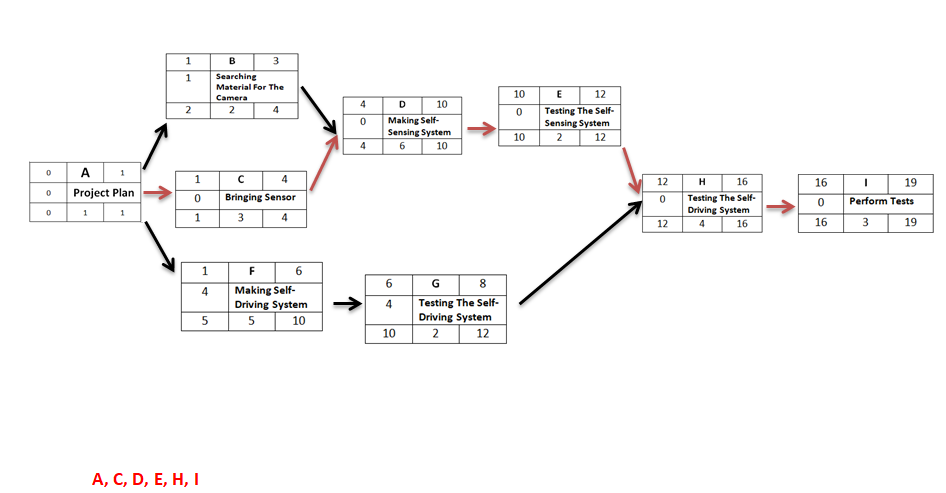 0 A 1
0 Project Plan
0 1 1
1 B 3
1 Searching
Material For The
Camera
2 2 4
1 C 4
0 Bringing Sensor
1 3 4
1 F 6
4 Making Self-
Driving System
5 5 10
4 D 10
0 Making Self-
Sensing System
4 6 10
6 G 8
4 Testing The Self-
Driving System
10 2 12
10 E 12
0 Testing The Self-
Sensing System
10 2 12
12 H 16
0 Testing The Self-
Driving System
12 4 16
16 I 19
0 Perform Tests
16 3 19
A, C, D, E, H, I